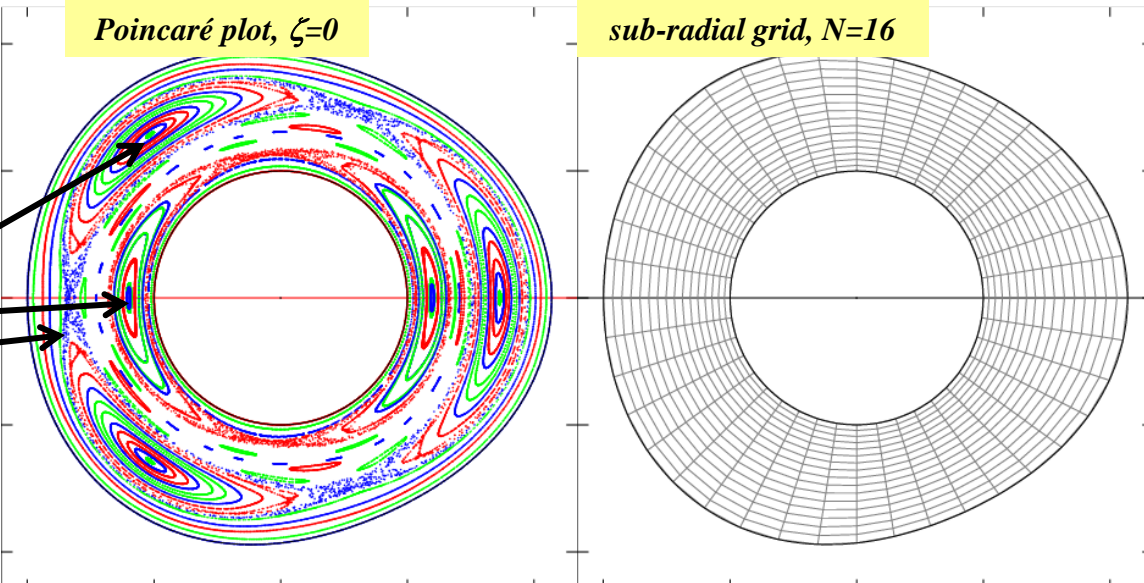 Poincaré plot, ζ=0
sub-radial grid, N=16